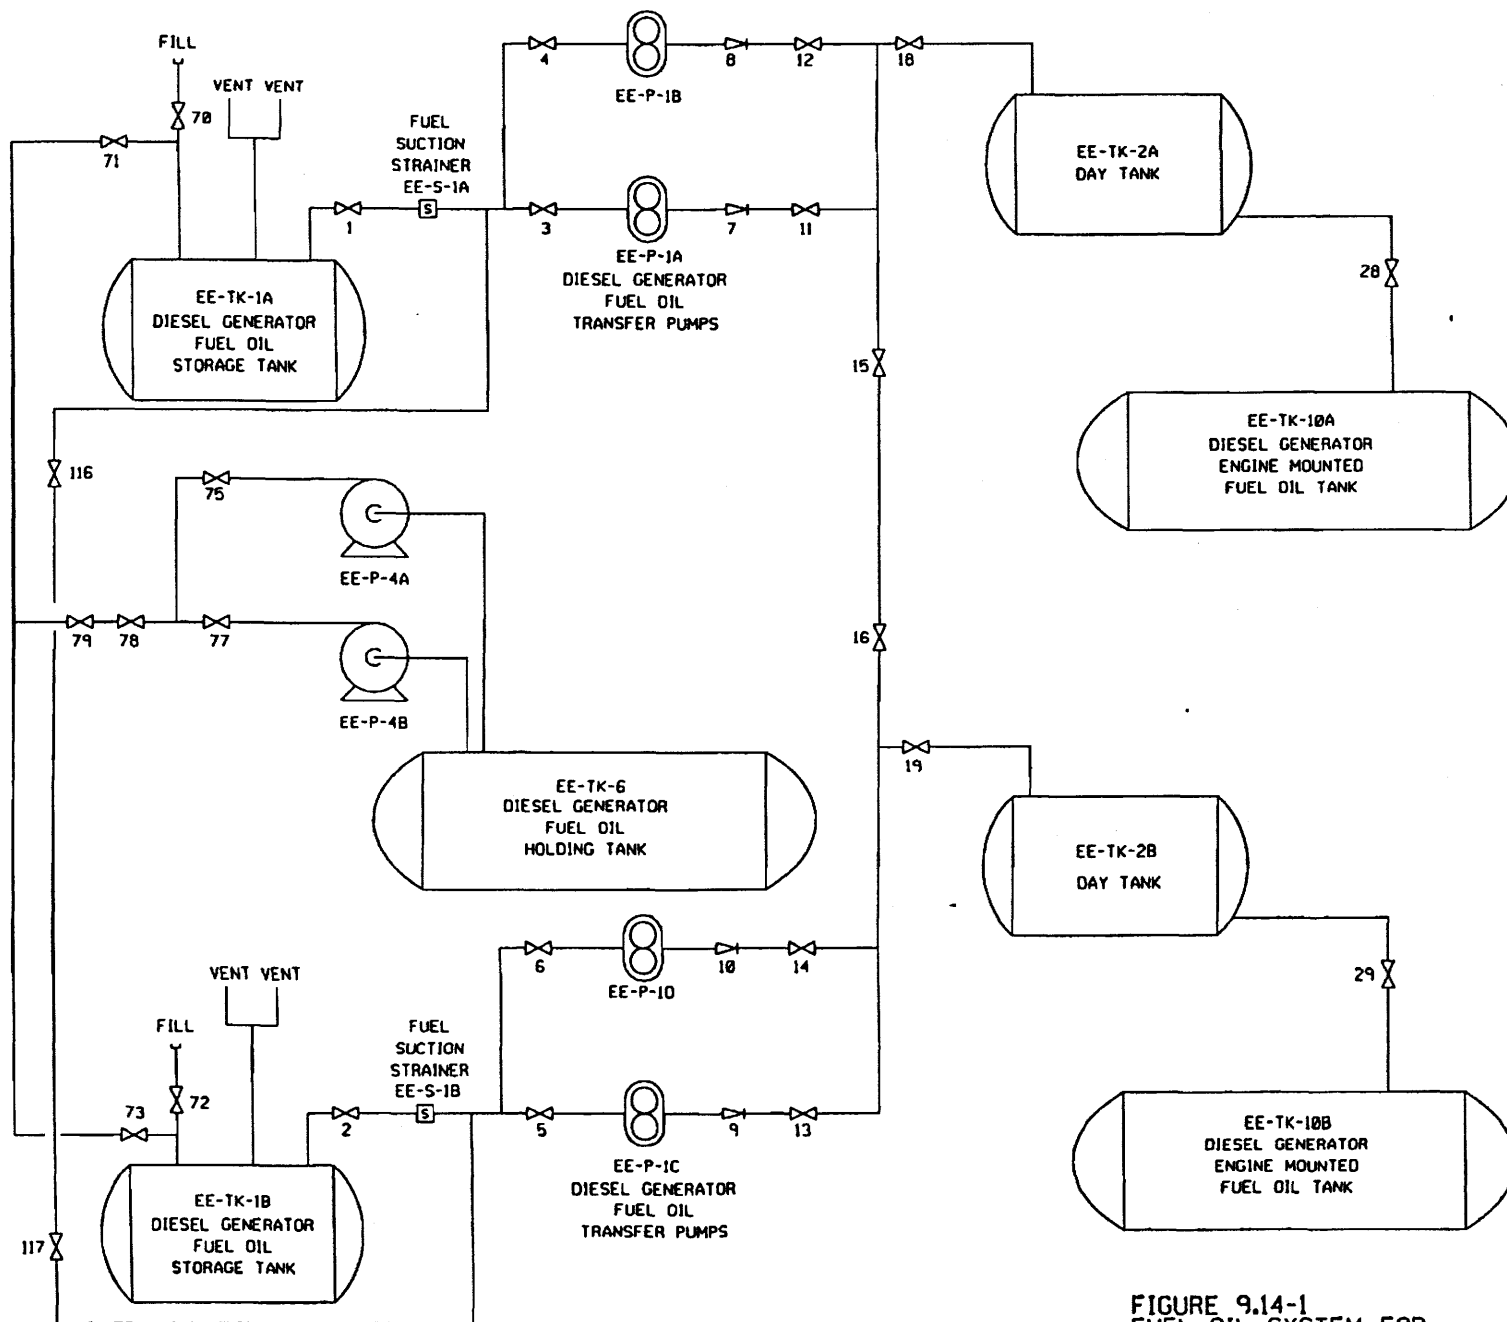 FILL
VENT VENT
70
71
FUEL
SUCTION
STRAINER
EE-S-1A
1
S
4
EE-P-1B
8
12
18
3
7
11
EE-P-1A
DIESEL GENERATOR
FUEL OIL
TRANSFER PUMPS
EE-TK-2A
DAY TANK
28
EE-TK-1A
DIESEL GENERATOR
FUEL OIL
STORAGE TANK
15
EE-TK-10A
DIESEL GENERATOR
ENGINE MOUNTED
FUEL OIL TANK
116
75
EE-P-4A
79
78
77
EE-P-4B
16
19
EE-TK-6
DIESEL GENERATOR
FUEL OIL
HOLDING TANK
EE-TK-2B
DAY TANK
29
6
EE-P-1D
10
14
VENT VENT
FILL
72
73
FUEL
SUCTION
STRAINER
EE-S-1B
2
S
5
9
13
EE-P-1C
DIESEL GENERATOR
FUEL OIL
TRANSFER PUMPS
EE-TK-1B
DIESEL GENERATOR
FUEL OIL
STORAGE TANK
117
EE-TK-10B
DIESEL GENERATOR
ENGINE MOUNTED
FUEL OIL TANK
FIGURE 9.14-1
FUEL OIL SYSTEM FOR